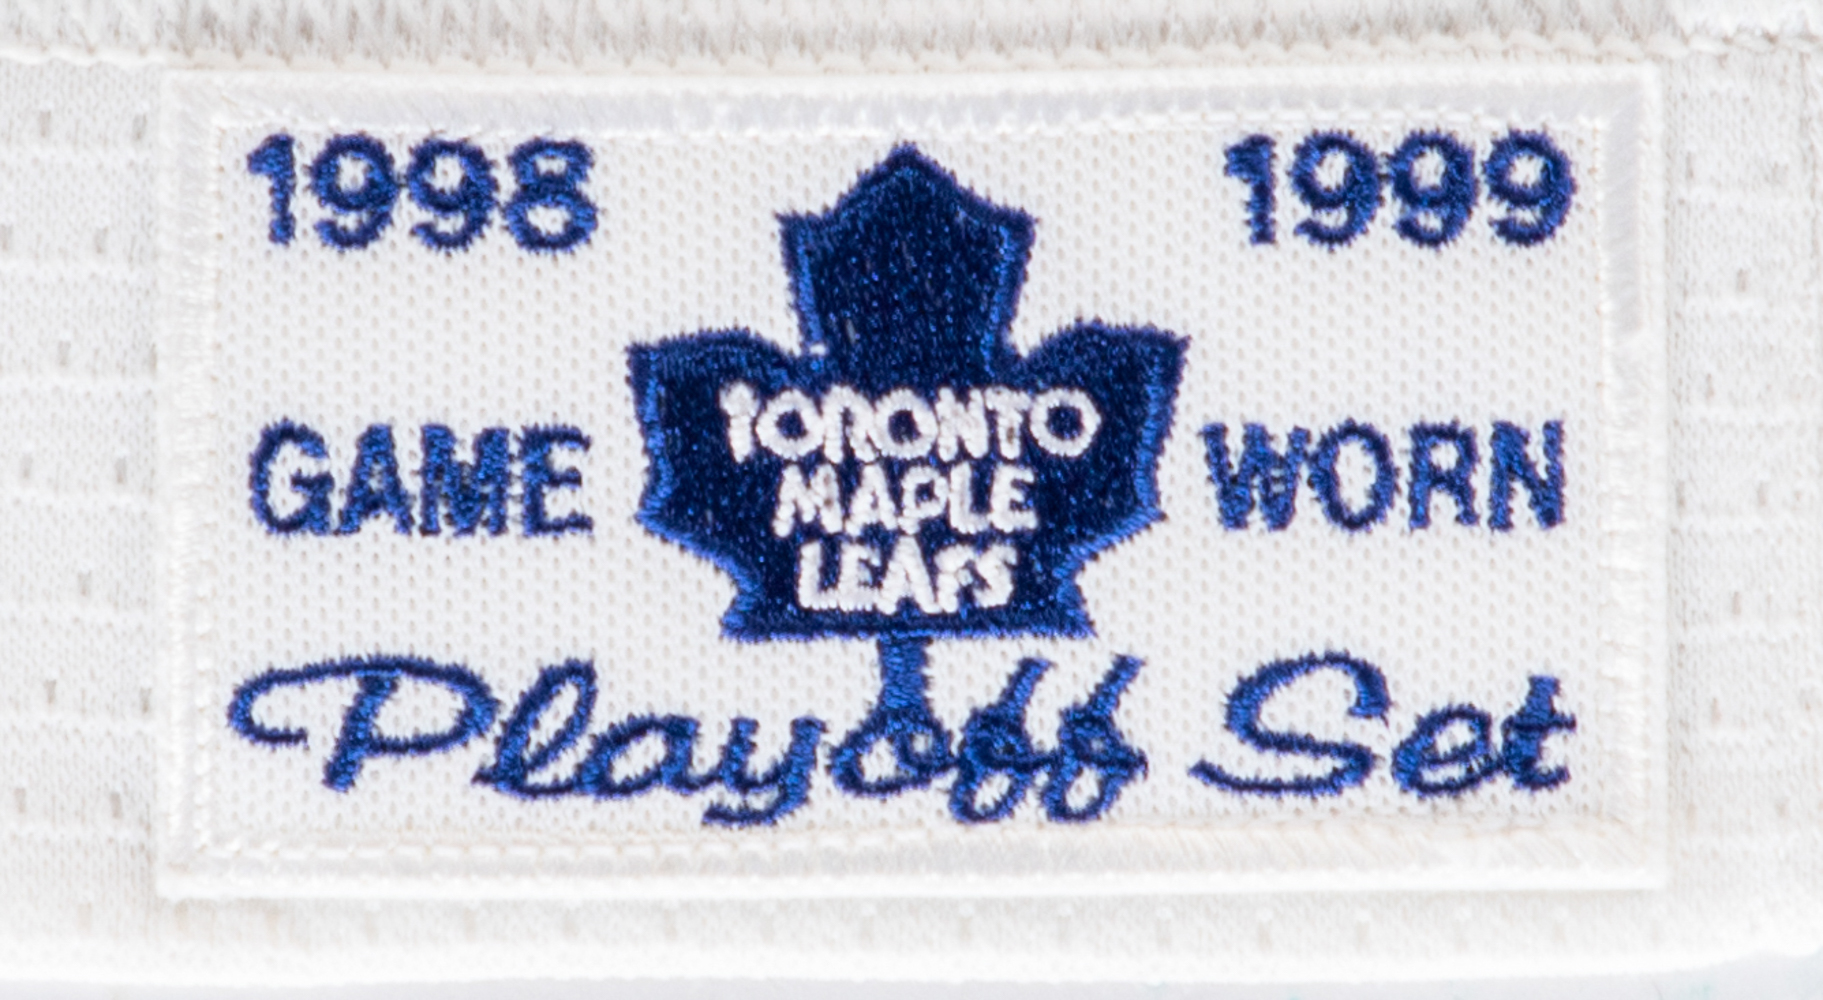 1998 1999
TORONTO
MAPLE
LEAFS
GAME WORN
Playoff Set